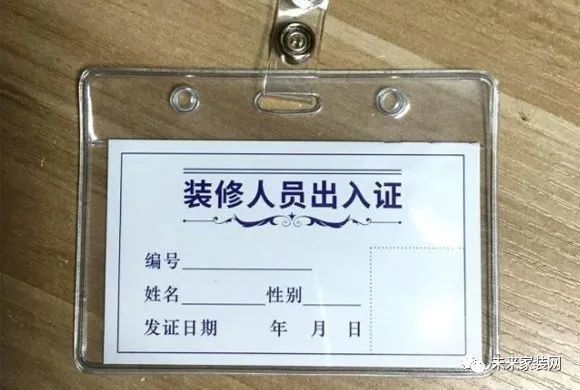 装修人员出入证
编号
姓名 性别
发证日期 年 月 日
未来家装网